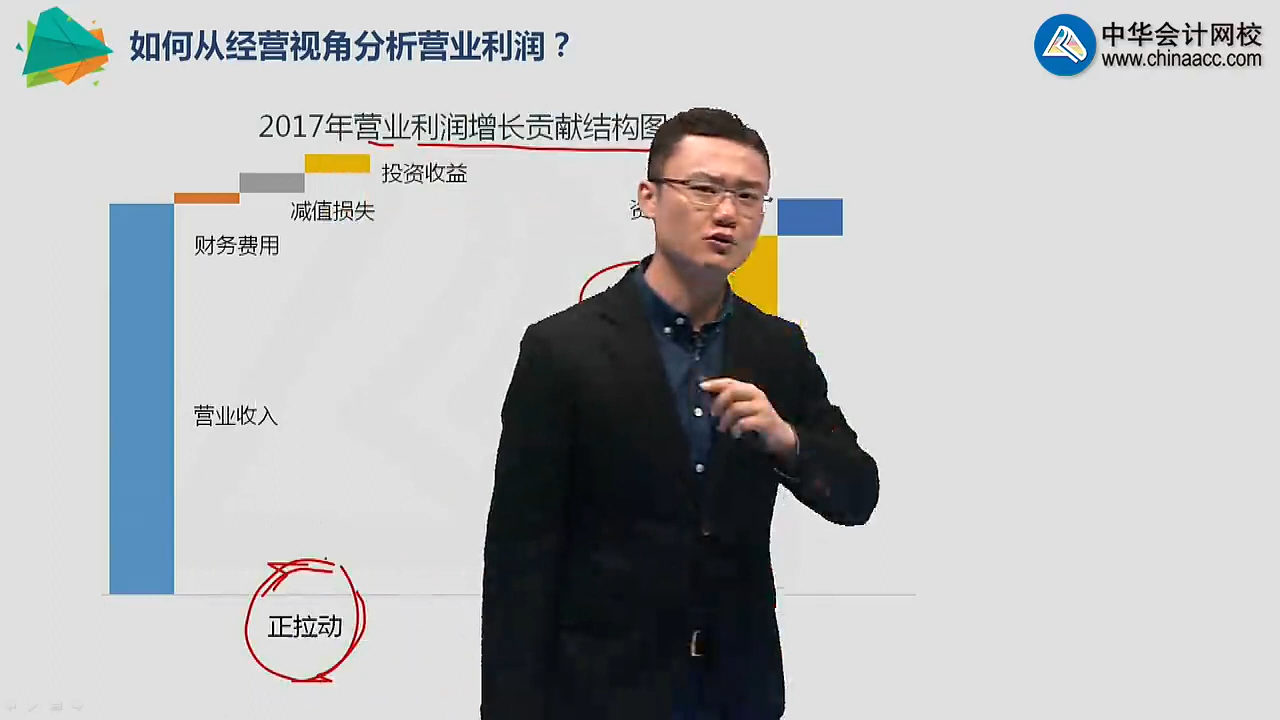 如何从经营视角分析营业利润？
中华会计网校
www.chinaacc.com
2017年营业利润增长贡献结构图
投资收益
减值损失
财务费用
营业收入
正拉动